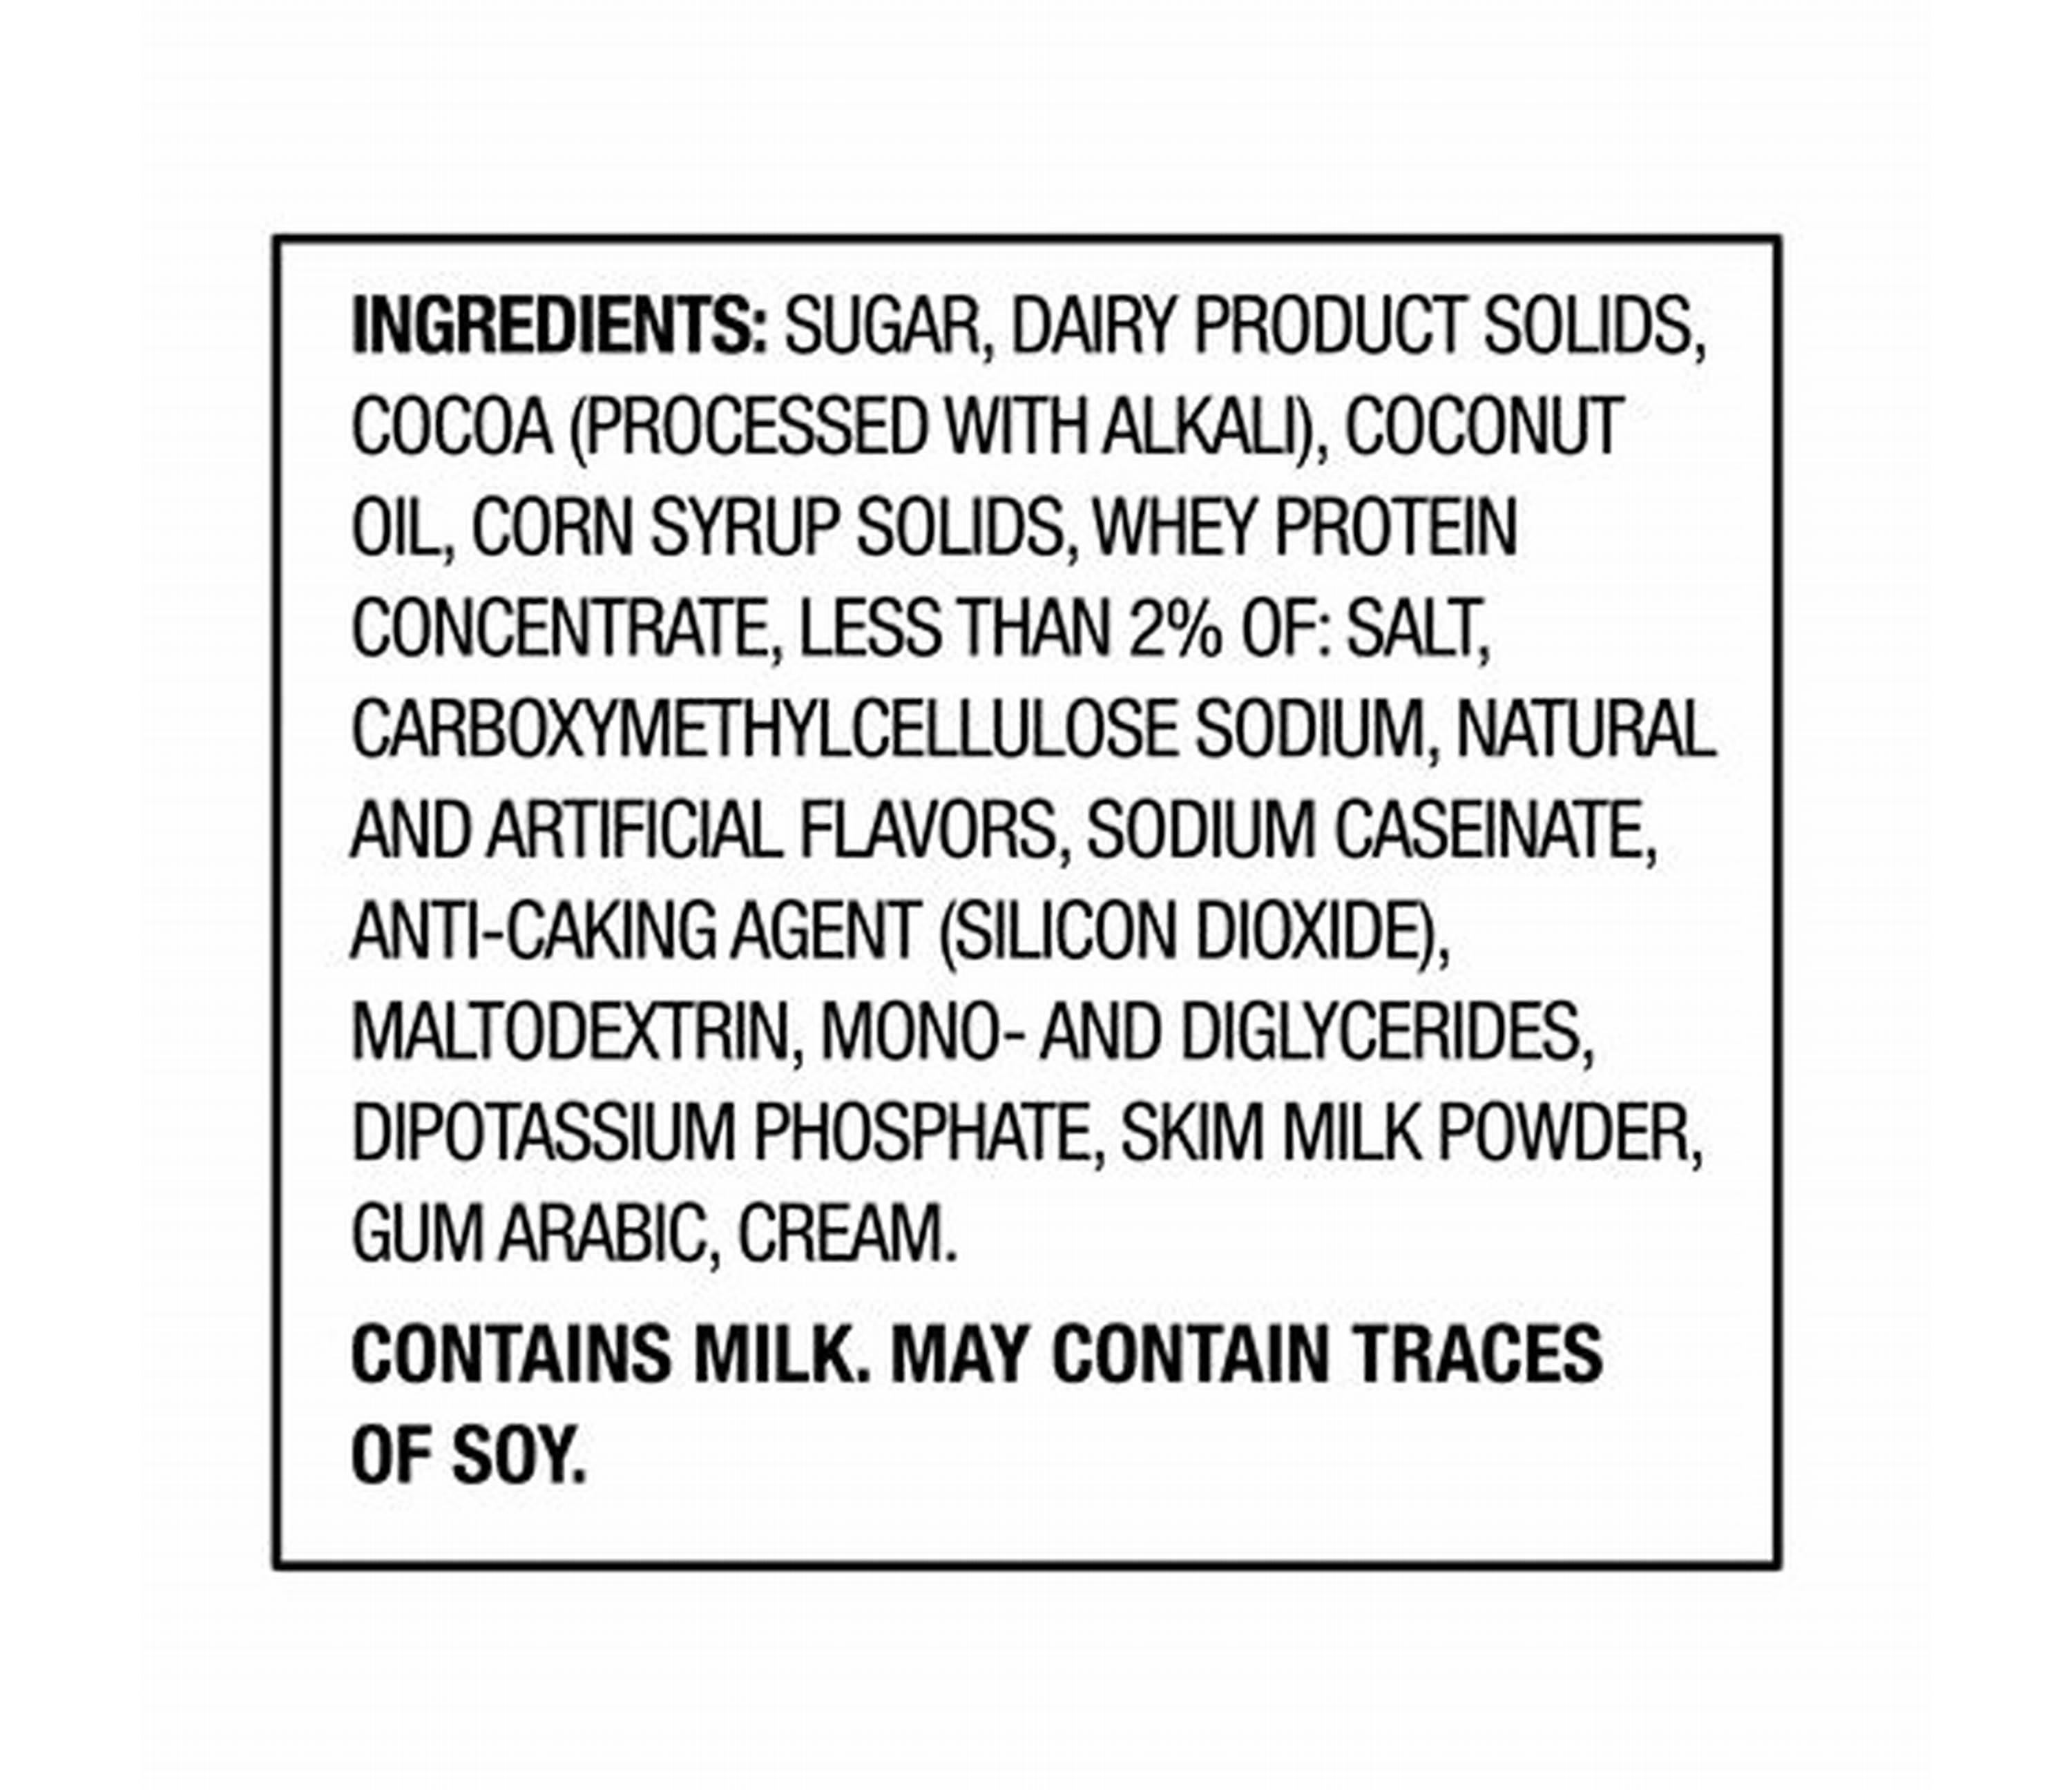 INGREDIENTS: SUGAR, DAIRY PRODUCT SOLIDS,
COCOA (PROCESSED WITH ALKALI), COCONUT
OIL, CORN SYRUP SOLIDS, WHEY PROTEIN
CONCENTRATE, LESS THAN 2% OF: SALT,
CARBOXYMETHYLCELLULOSE SODIUM, NATURAL
AND ARTIFICIAL FLAVORS, SODIUM CASEINATE,
ANTI-CAKING AGENT (SILICON DIOXIDE),
MALTODEXTRIN, MONO- AND DIGLYCERIDES,
DIPOTASSIUM PHOSPHATE, SKIM MILK POWDER,
GUM ARABIC, CREAM.
CONTAINS MILK. MAY CONTAIN TRACES
OF SOY.